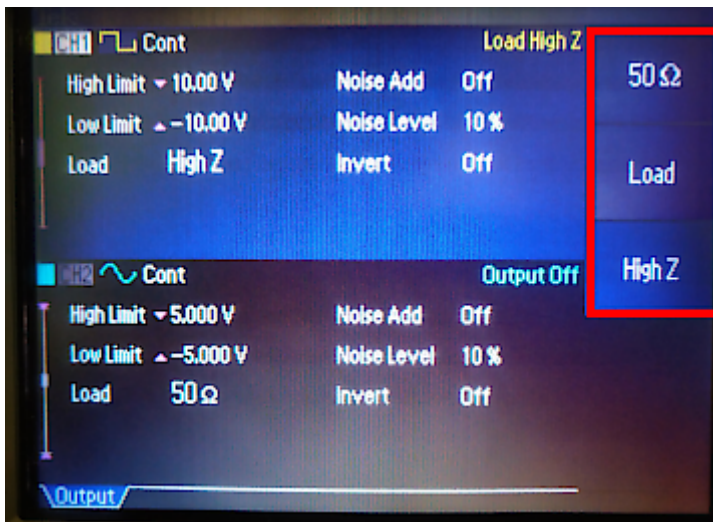 CH1 Cont Load High Z
High Limit 10.00 V Noise Add Off
Low Limit -10.00 V Noise Level 10 %
Load High Z Invert Off
CH2 Cont Output Off
High Limit 5.000 V Noise Add Off
Low Limit -5.000 V Noise Level 10 %
Load 50 Ω Invert Off
Output
50 Ω
Load
High Z